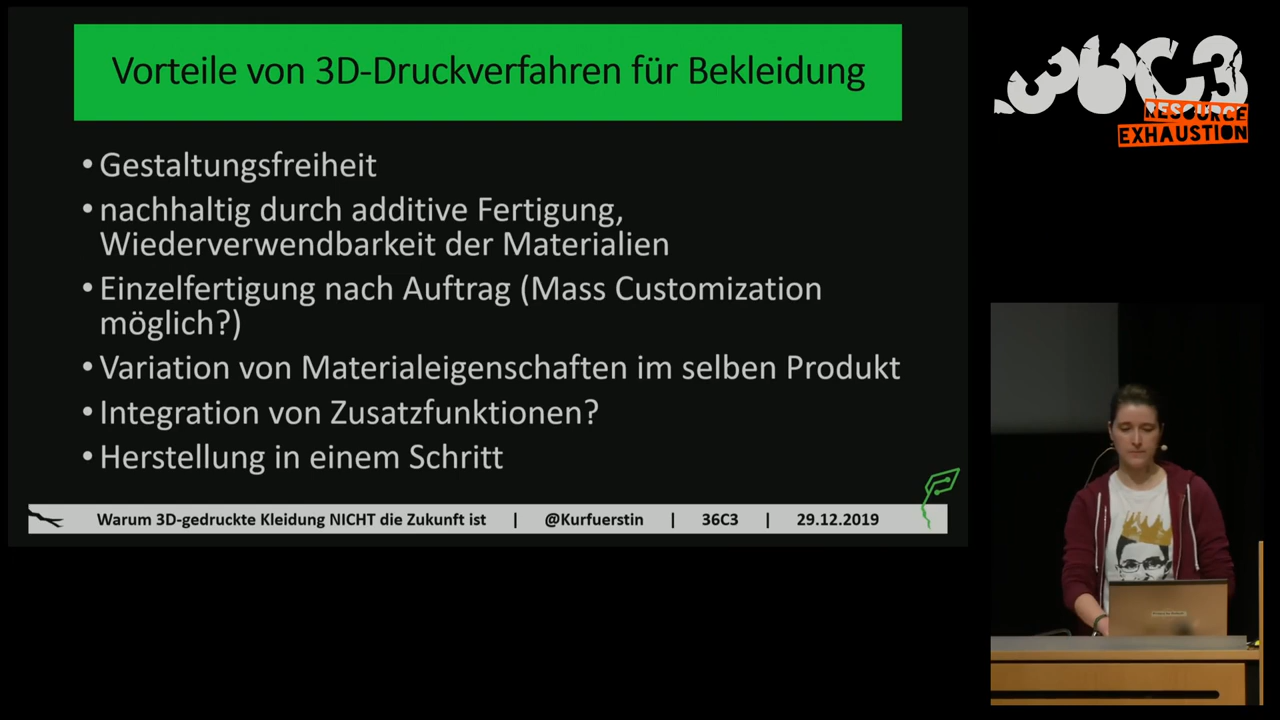 Vorteile von 3D-Druckverfahren für Bekleidung
• Gestaltungsfreiheit
• nachhaltig durch additive Fertigung,
Wiederverwendbarkeit der Materialien
• Einzelfertigung nach Auftrag (Mass Customization
möglich?)
• Variation von Materialeigenschaften im selben Produkt
• Integration von Zusatzfunktionen?
• Herstellung in einem Schritt
Warum 3D-gedruckte Kleidung NICHT die Zukunft ist | @Kurfuerstin | 36C3 | 29.12.2019
36C3
RESOURCE
EXHAUSTION